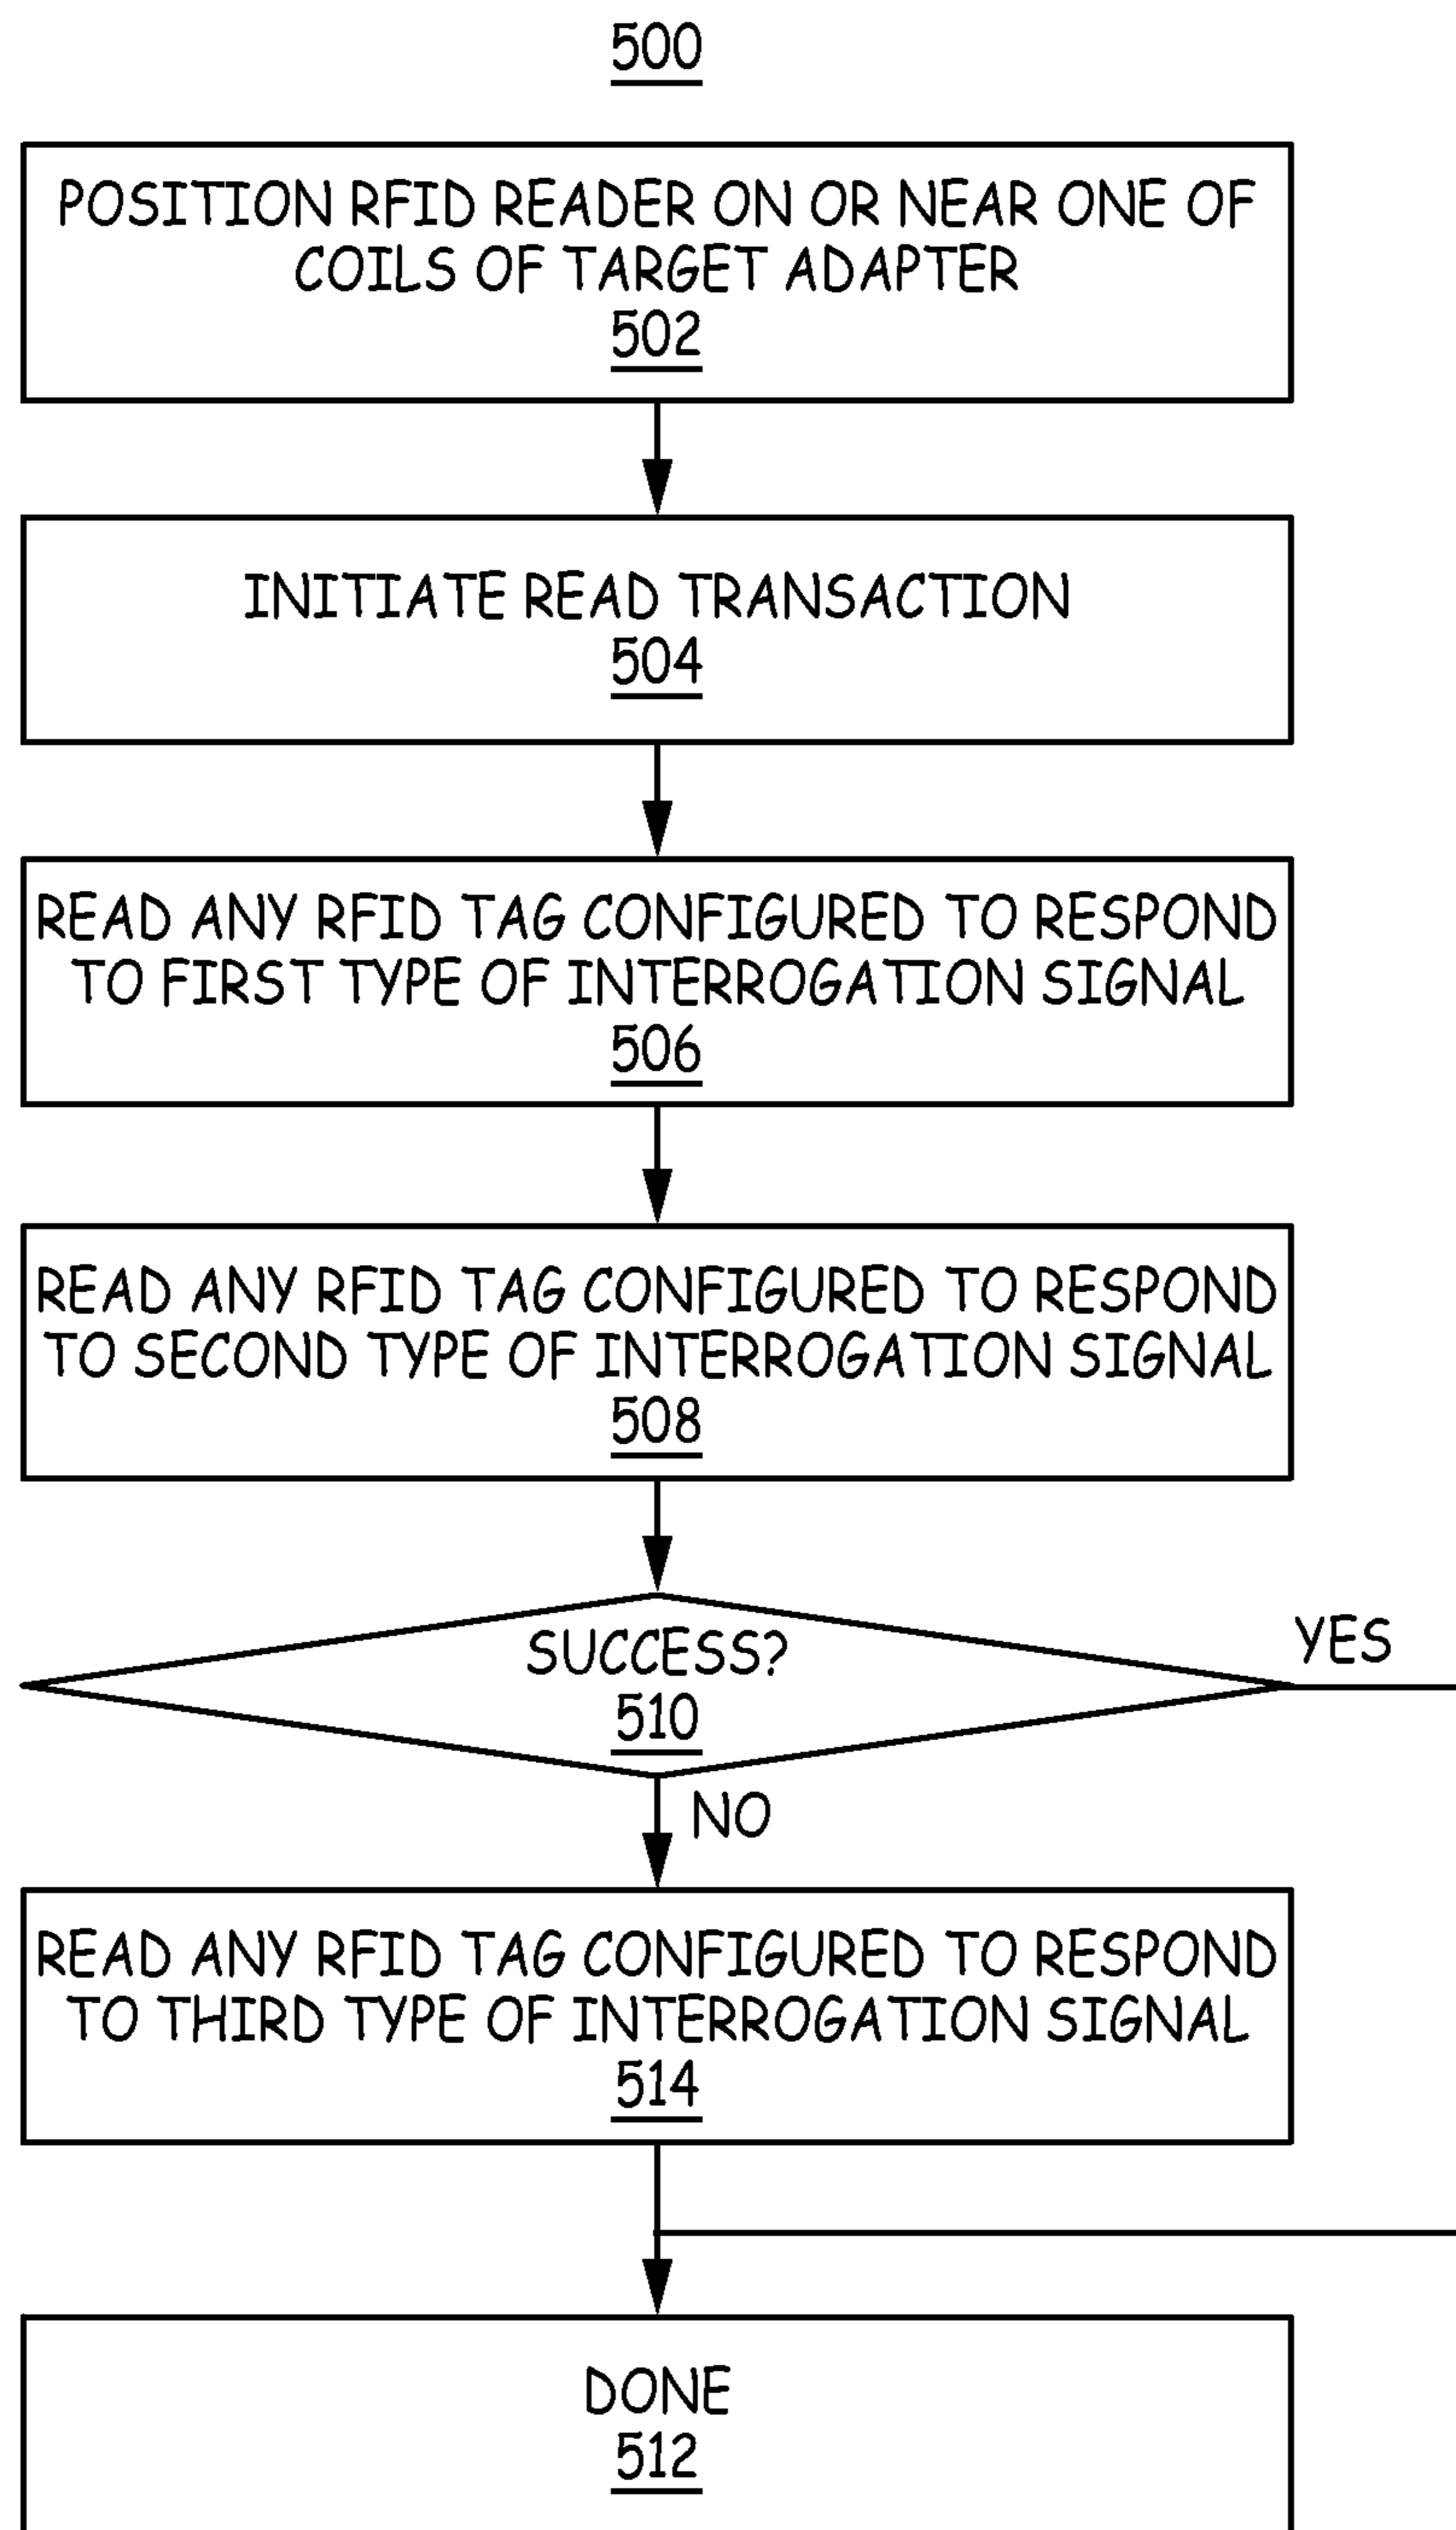 500
POSITION RFID READER ON OR NEAR ONE OF
COILS OF TARGET ADAPTER
502
INITIATE READ TRANSACTION
504
READ ANY RFID TAG CONFIGURED TO RESPOND
TO FIRST TYPE OF INTERROGATION SIGNAL
506
READ ANY RFID TAG CONFIGURED TO RESPOND
TO SECOND TYPE OF INTERROGATION SIGNAL
508
SUCCESS?
510
YES
NO
READ ANY RFID TAG CONFIGURED TO RESPOND
TO THIRD TYPE OF INTERROGATION SIGNAL
514
DONE
512